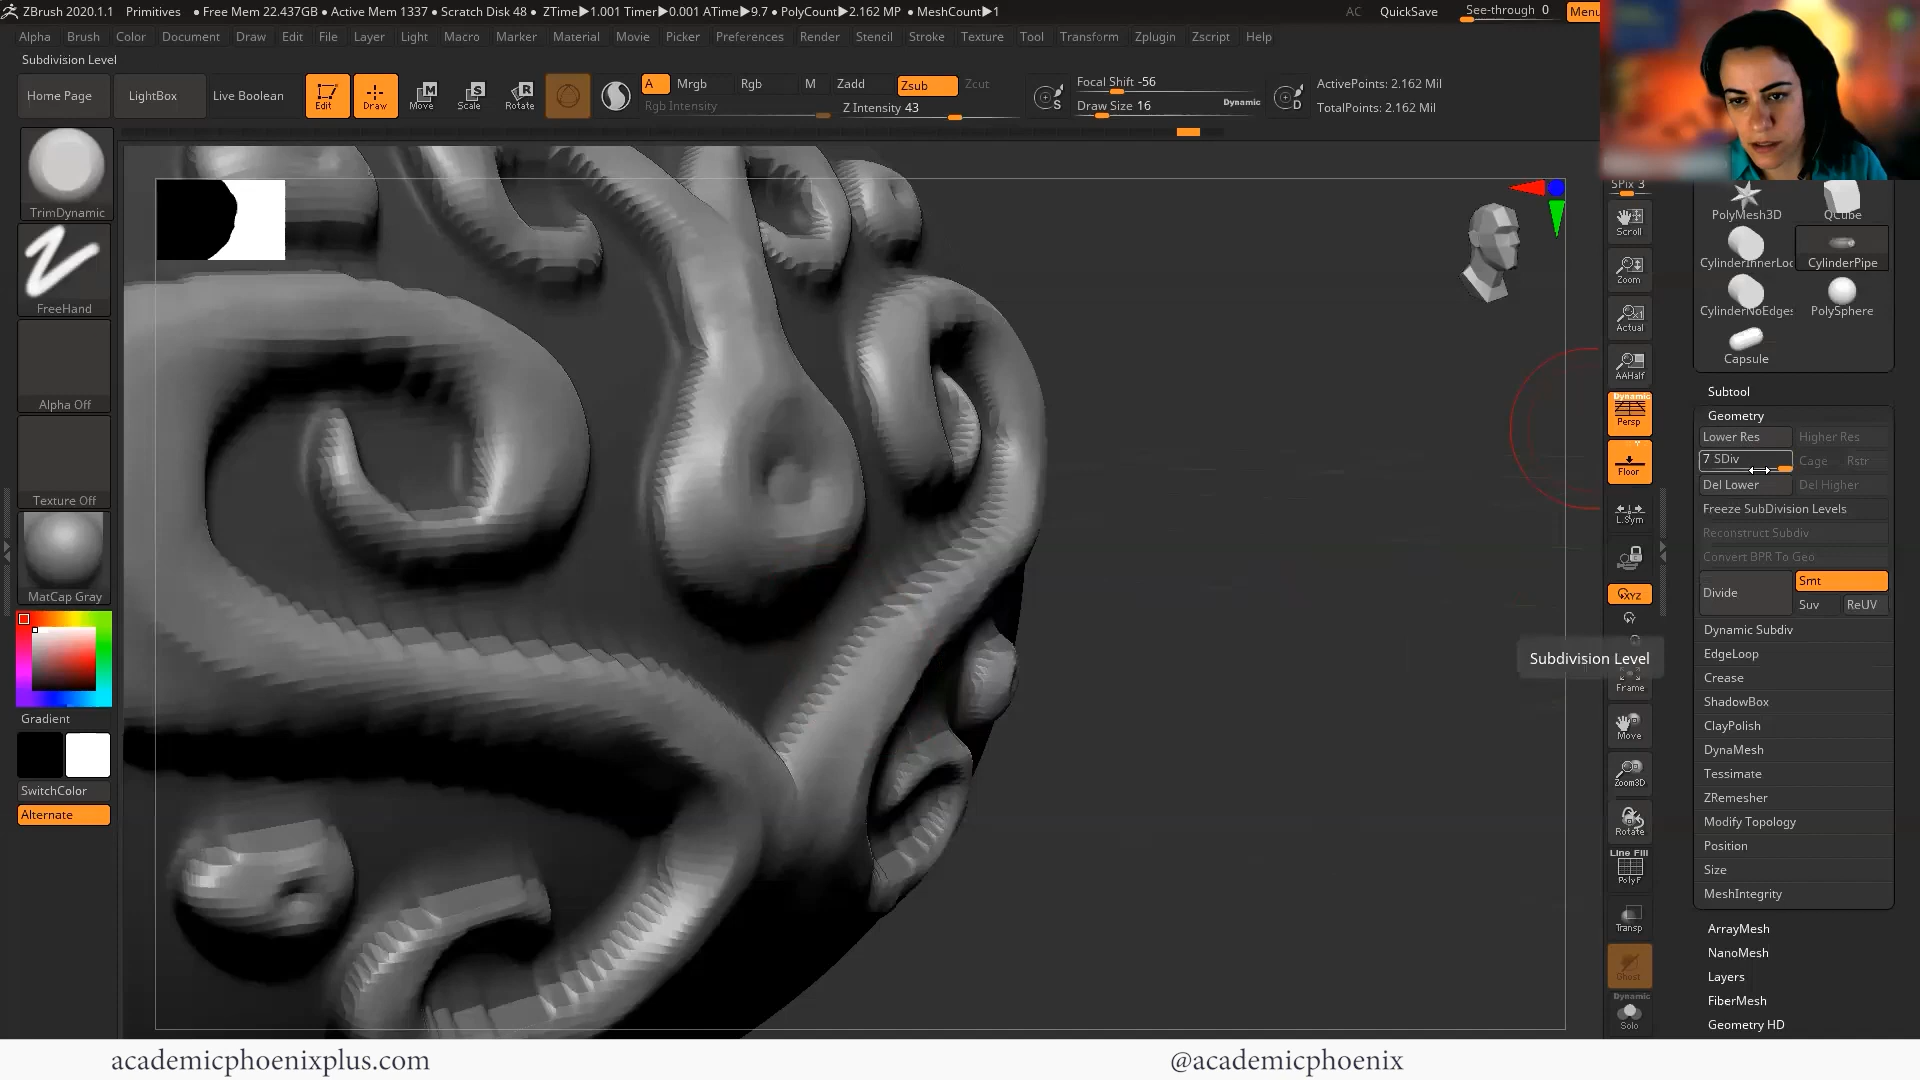 ZBrush 2020.1.1 Primitives • Free Mem 22.437GB • Active Mem 1337 • Scratch Disk 48 • ZTime▶1.001 Timer▶0.001 ATime▶9.7 • PolyCount▶2.162 MP • MeshCount▶1 AC QuickSave See-through 0 Menu
Alpha Brush Color Document Draw Edit File Layer Light Macro Marker Material Movie Picker Preferences Render Stencil Stroke Texture Tool Transform Zplugin Zscript Help
Subdivision Level
Home Page LightBox Live Boolean Edit Draw Move Scale Rotate
A Mrgb Rgb M Zadd Zsub Zcut
Rgb Intensity Z Intensity 43
Focal Shift -56
Draw Size 16 Dynamic
ActivePoints: 2.162 Mil
TotalPoints: 2.162 Mil
TrimDynamic
FreeHand
Alpha Off
Texture Off
MatCap Gray
Gradient
SwitchColor
Alternate
SPix 3
Scroll
Zoom
Actual
AAHalf
Dynamic
Persp
Floor
L.Sym
XYZ
Frame
Move
Zoom3D
Rotate
Line Fill
PolyF
Transp
Ghost
Dynamic
Solo
Subdivision Level
PolyMesh3D QCube
CylinderInnerLoc CylinderPipe
CylinderNoEdges PolySphere
Capsule
Subtool
Geometry
Lower Res Higher Res
7 SDiv Cage Rstr
Del Lower Del Higher
Freeze SubDivision Levels
Reconstruct Subdiv
Convert BPR To Geo
Divide Smt
Suv ReUV
Dynamic Subdiv
EdgeLoop
Crease
ShadowBox
ClayPolish
DynaMesh
Tessimate
ZRemesher
Modify Topology
Position
Size
MeshIntegrity
ArrayMesh
NanoMesh
Layers
FiberMesh
Geometry HD
academicphoenixplus.com @academicphoenix